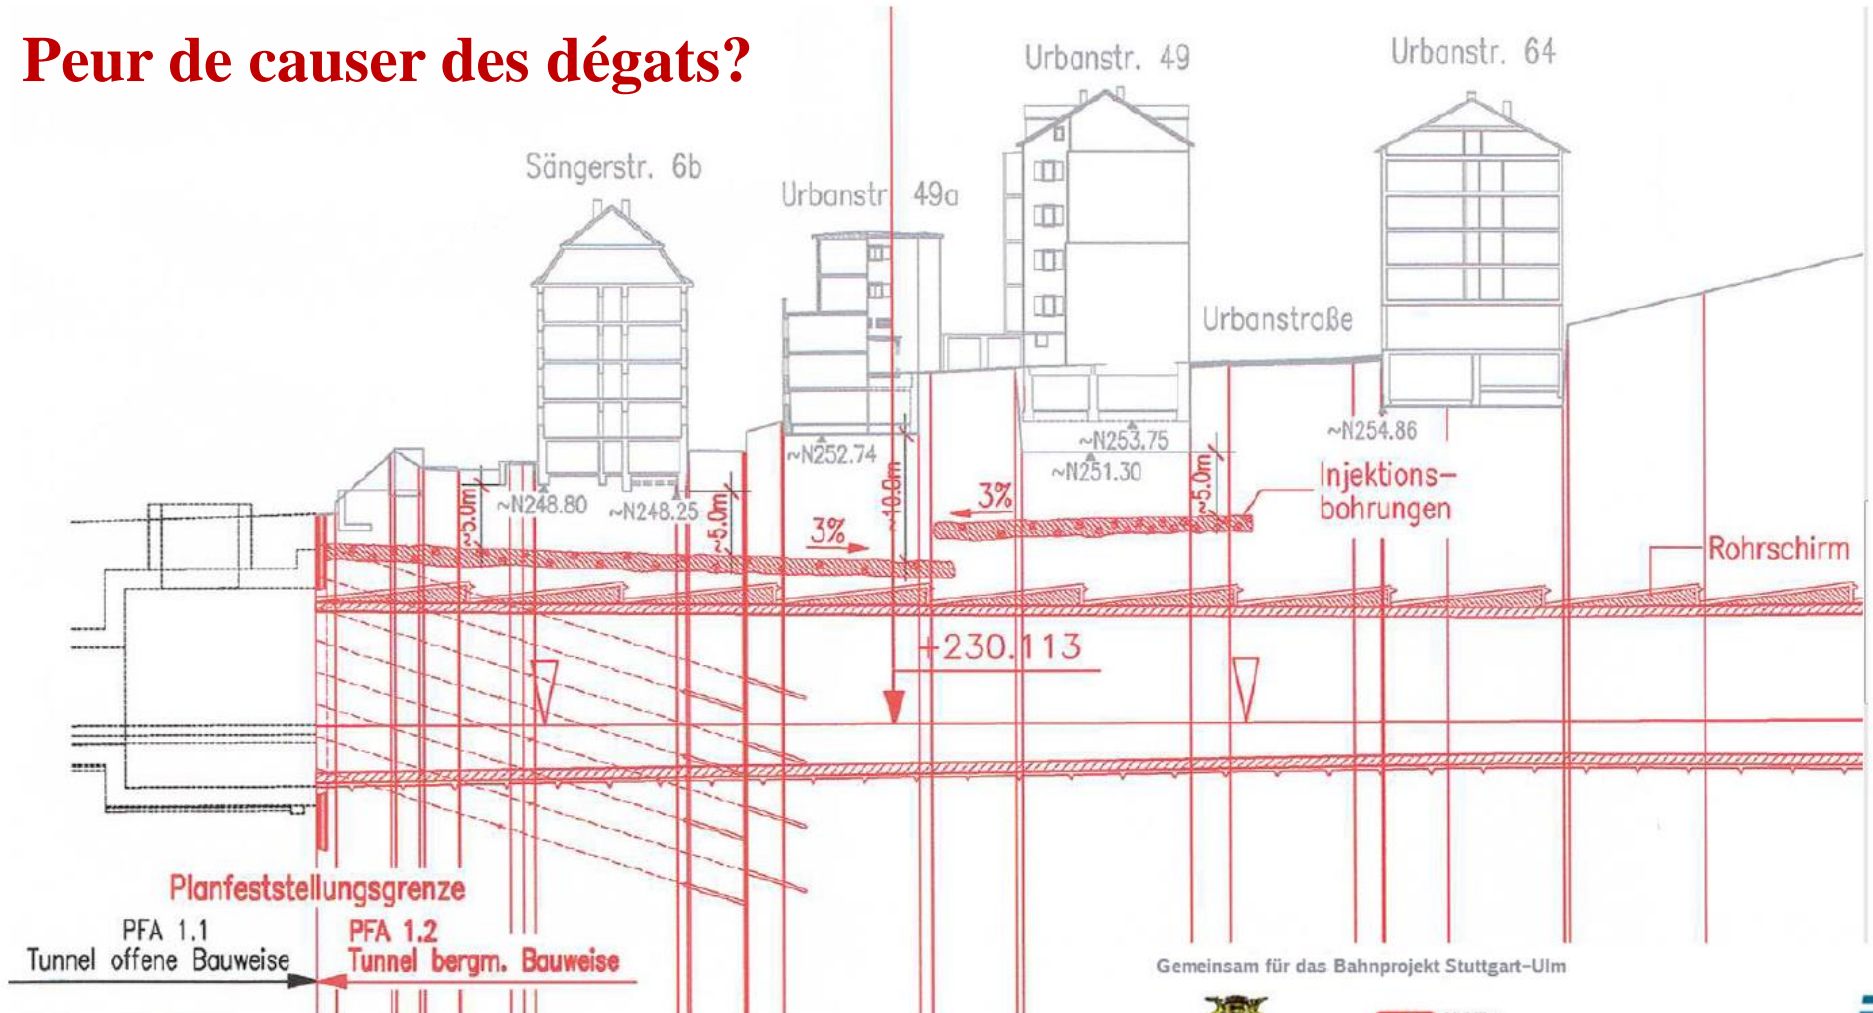 Peur de causer des dégats?
Urbanstr. 49
Urbanstr. 64
Sängerstr. 6b
Urbanstr 49a
Urbanstraße
~N248.80
~N248.25
~N252.74
~N253.75
~N251.30
~N254.86
~5.0m
~5.0m
~10.0m
~5.0m
3%
3%
Injektions-
bohrungen
Rohrschirm
+230.113
Planfeststellungsgrenze
PFA 1.1
Tunnel offene Bauweise
PFA 1.2
Tunnel bergm. Bauweise
Gemeinsam für das Bahnprojekt Stuttgart–Ulm